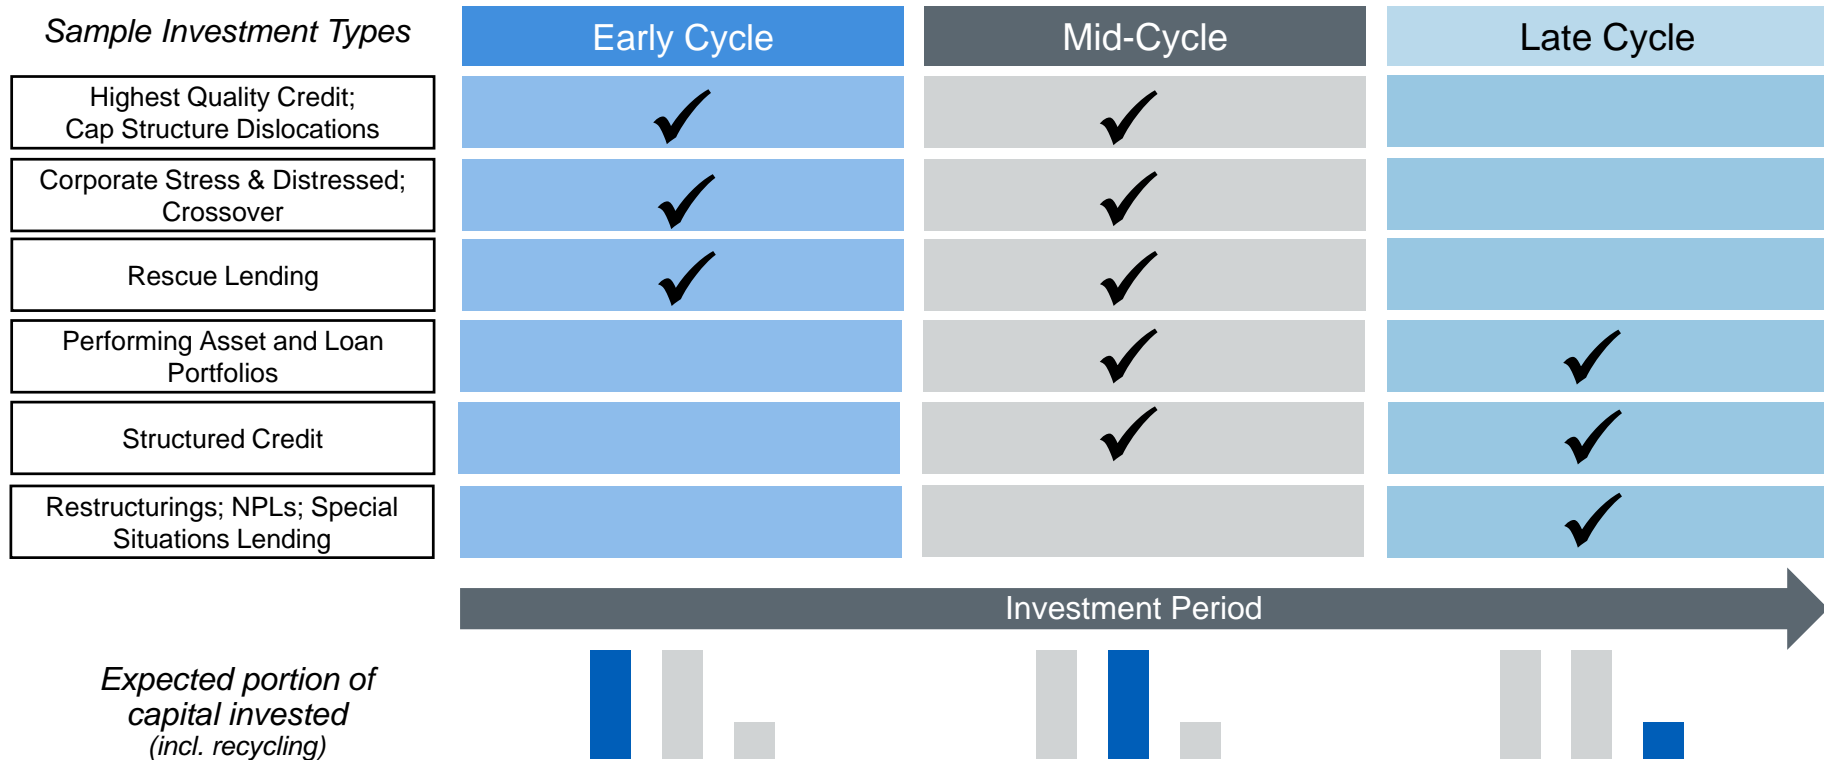 Sample Investment Types
Early Cycle
Mid-Cycle
Late Cycle
Highest Quality Credit;
Cap Structure Dislocations
Corporate Stress & Distressed;
Crossover
Rescue Lending
Performing Asset and Loan
Portfolios
Structured Credit
Restructurings; NPLs; Special
Situations Lending
Investment Period
Expected portion of
capital invested
(incl. recycling)